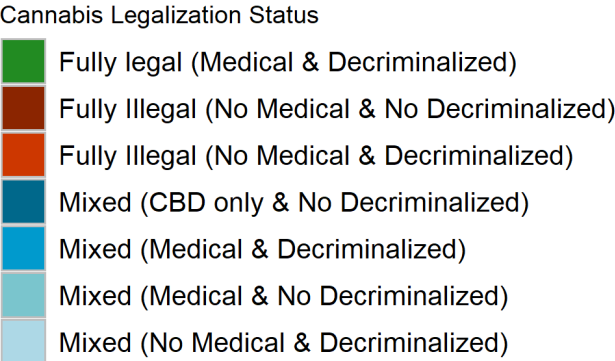 Cannabis Legalization Status
Fully legal (Medical & Decriminalized)
Fully Illegal (No Medical & No Decriminalized)
Fully Illegal (No Medical & Decriminalized)
Mixed (CBD only & No Decriminalized)
Mixed (Medical & Decriminalized)
Mixed (Medical & No Decriminalized)
Mixed (No Medical & Decriminalized)